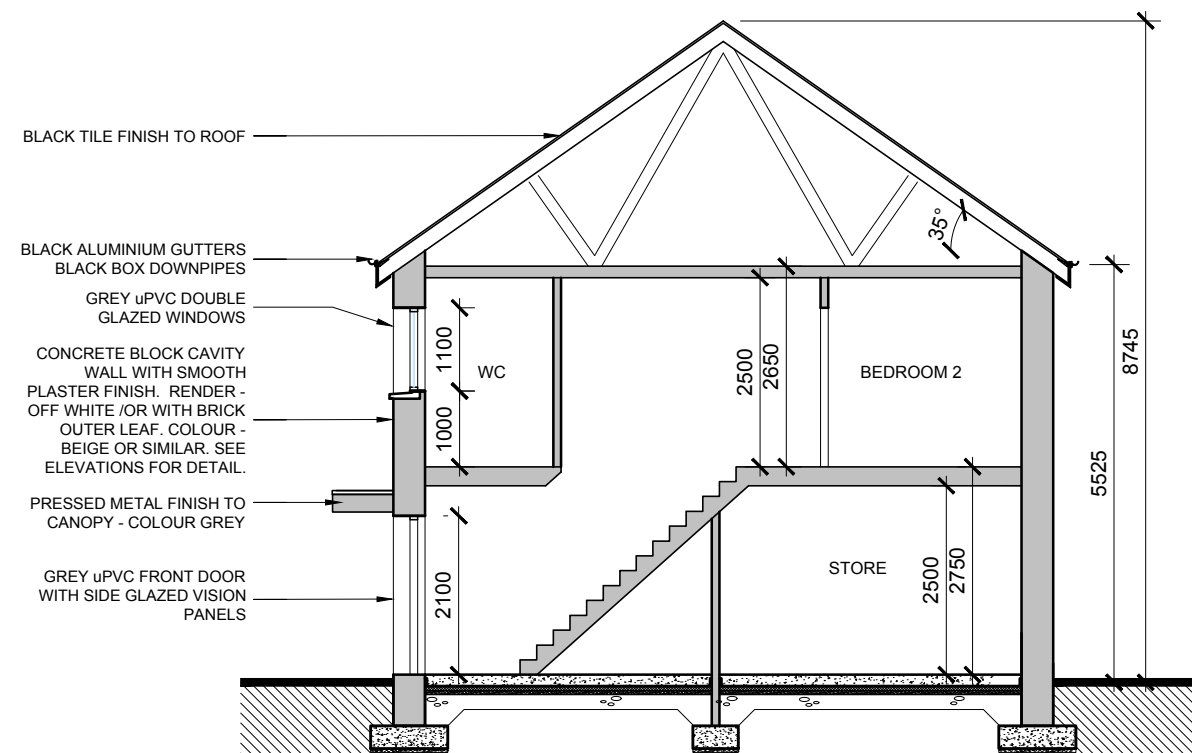 BLACK TILE FINISH TO ROOF
BLACK ALUMINIUM GUTTERS
BLACK BOX DOWNPIPES
GREY uPVC DOUBLE
GLAZED WINDOWS
CONCRETE BLOCK CAVITY
WALL WITH SMOOTH
PLASTER FINISH. RENDER -
OFF WHITE /OR WITH BRICK
OUTER LEAF. COLOUR -
BEIGE OR SIMILAR. SEE
ELEVATIONS FOR DETAIL.
PRESSED METAL FINISH TO
CANOPY - COLOUR GREY
GREY uPVC FRONT DOOR
WITH SIDE GLAZED VISION
PANELS
1100
1000
2100
WC
35°
2500
2650
BEDROOM 2
STORE
2500
2750
5525
8745